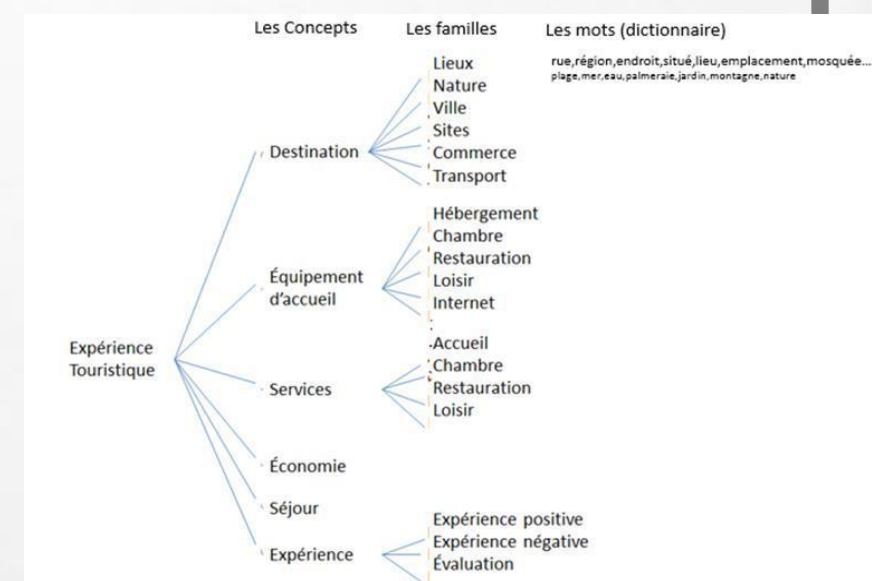 Les Concepts
Les familles
Les mots (dictionnaire)
Lieux
rue,région,endroit,situé,lieu,emplacement,mosquée...
Nature
plage,mer,eau,palmeraie,jardin,montagne,nature
Ville
Sites
Destination
Commerce
Transport
Hébergement
Chambre
Restauration
Équipement
d'accueil
Loisir
Internet
Expérience
Touristique
-Accueil
Chambre
Services
Restauration
Loisir
Économie
Séjour
Expérience
Expérience positive
Expérience négative
Évaluation